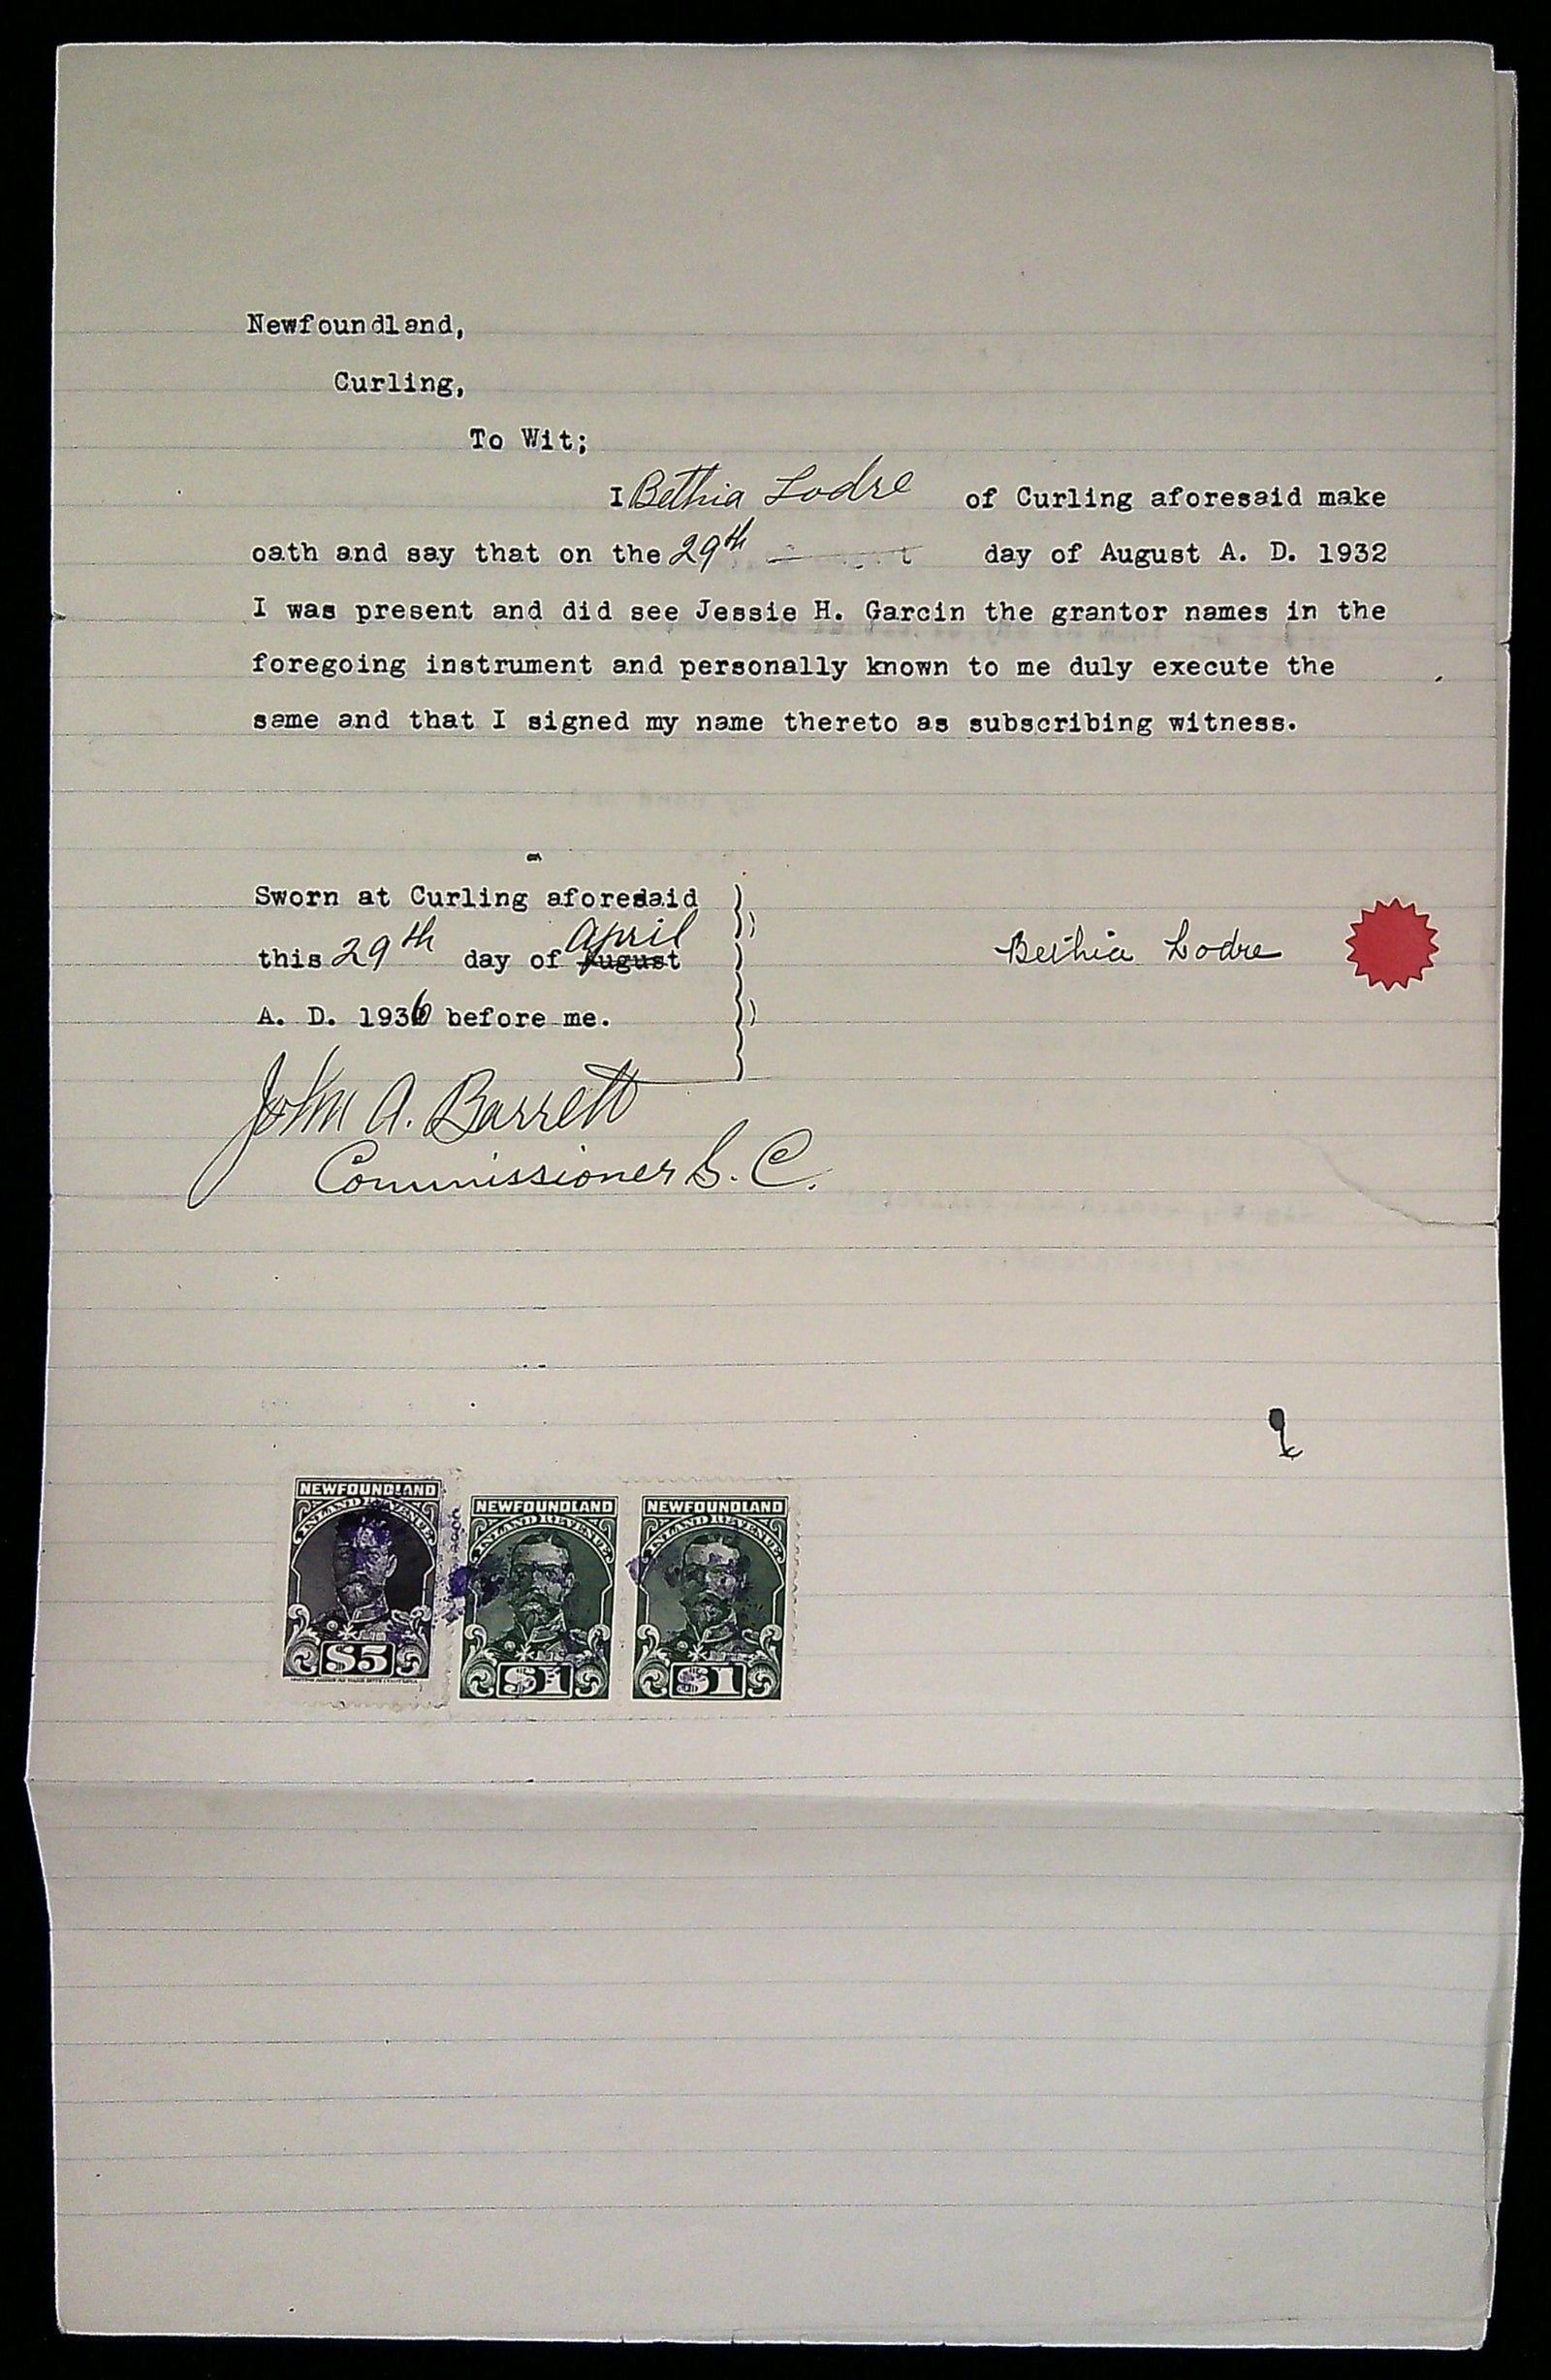 Newfoundland,
Curling,
To Wit;
I Bethia Lodre of Curling aforesaid make
oath and say that on the 29th day of August A. D. 1932
I was present and did see Jessie H. Garcin the grantor names in the
foregoing instrument and personally known to me duly execute the
same and that I signed my name thereto as subscribing witness.
Sworn at Curling aforesaid
this 29th day of August April
A. D. 1936 before me.
Bethia Lodre
John A. Barrett
Commissioner S. C.
NEWFOUNDLAND NEWFOUNDLAND NEWFOUNDLAND
INLAND REVENUE INLAND REVENUE INLAND REVENUE
$5 $1 $1